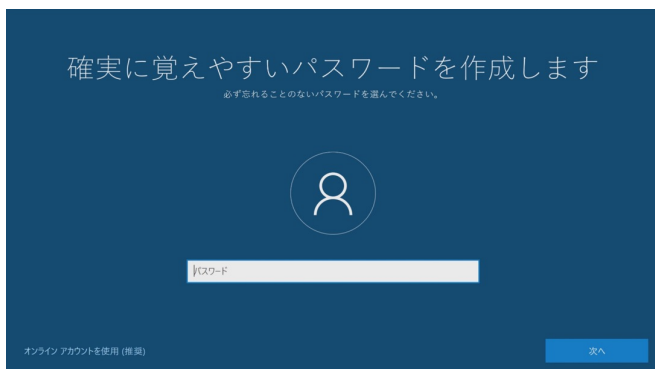 確実に覚えやすいパスワードを作成します
必ず忘れることのないパスワードを選んでください。
パスワード
オンライン アカウントを使用 (推奨)
次へ